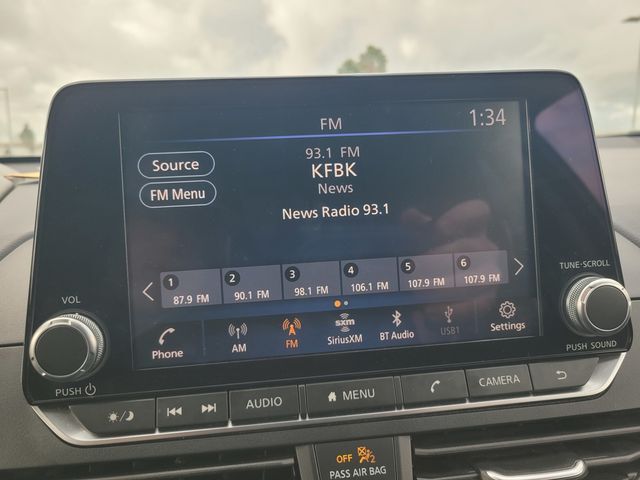 FM
1:34
Source
FM Menu
93.1 FM
KFBK
News
News Radio 93.1
1 87.9 FM
2 90.1 FM
3 98.1 FM
4 106.1 FM
5 107.9 FM
6 107.9 FM
Phone
AM
FM
SXM
SiriusXM
BT Audio
USB1
Settings
VOL
PUSH
TUNE·SCROLL
PUSH SOUND
AUDIO
MENU
CAMERA
OFF 2
PASS AIR BAG